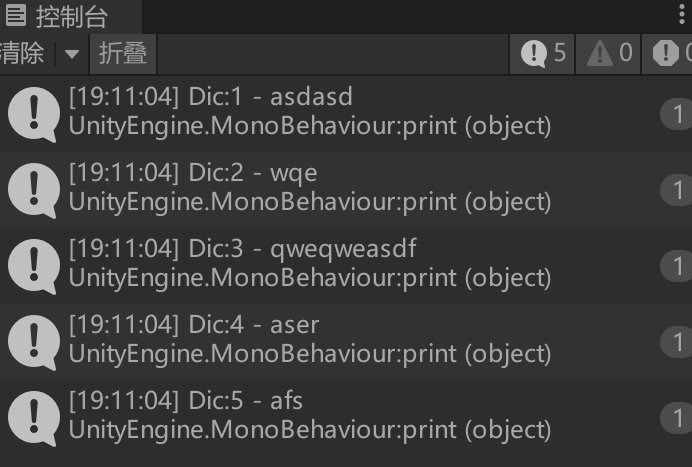 控制台
清除 折叠 5 0 0
[19:11:04] Dic:1 - asdasd
UnityEngine.MonoBehaviour:print (object)
1
[19:11:04] Dic:2 - wqe
UnityEngine.MonoBehaviour:print (object)
1
[19:11:04] Dic:3 - qweqweasdf
UnityEngine.MonoBehaviour:print (object)
1
[19:11:04] Dic:4 - aser
UnityEngine.MonoBehaviour:print (object)
1
[19:11:04] Dic:5 - afs
UnityEngine.MonoBehaviour:print (object)
1